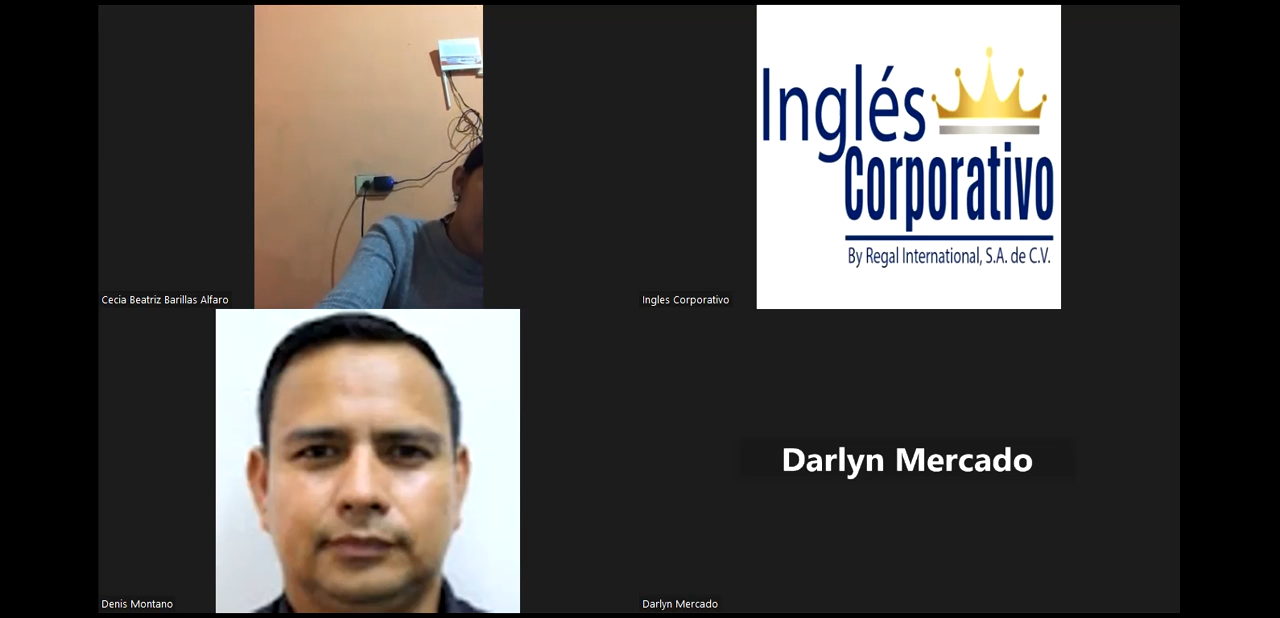 Inglés
Corporativo
By Regal International, S.A. de C.V.
Cecia Beatriz Barillas Alfaro
Ingles Corporativo
Darlyn Mercado
Denis Montano
Darlyn Mercado